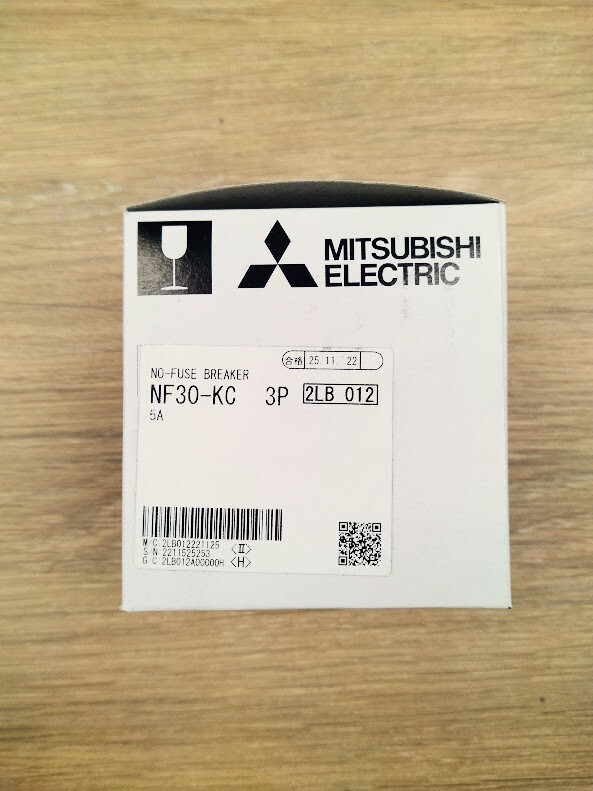 MITSUBISHI
ELECTRIC
合格 25.11 22
NO-FUSE BREAKER
NF30-KC 3P 2LB 012
5A
M/C 2LB012221125
S/N 2211525253 <Ⅱ>
G C 2LB012A00000H <H>